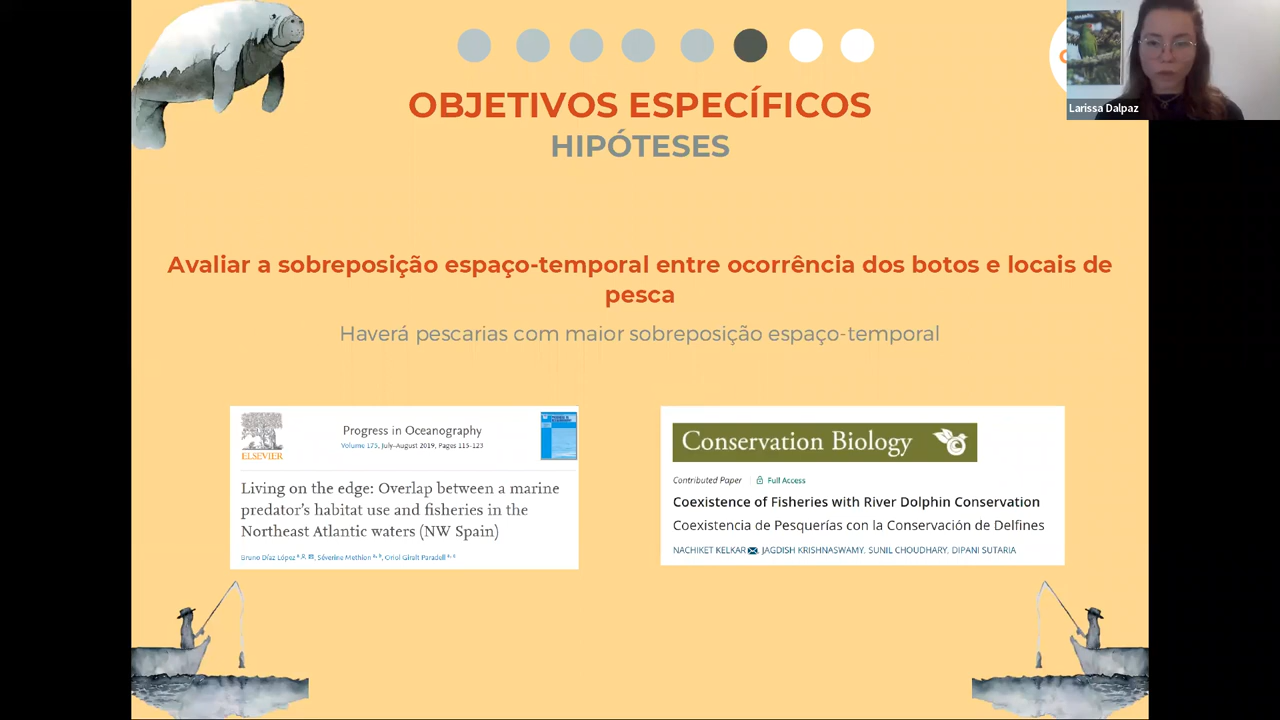 Larissa Dalpaz
OBJETIVOS ESPECÍFICOS
HIPÓTESES
Avaliar a sobreposição espaço-temporal entre ocorrência dos botos e locais de
pesca
Haverá pescarias com maior sobreposição espaço-temporal
ELSEVIER
Progress in Oceanography
Volume 175, July–August 2019, Pages 115-123
Living on the edge: Overlap between a marine
predator's habitat use and fisheries in the
Northeast Atlantic waters (NW Spain)
Bruno Díaz López, Séverine Methion, Oriol Giralt Paradell
Conservation Biology
Contributed Paper
Full Access
Coexistence of Fisheries with River Dolphin Conservation
Coexistencia de Pesquerías con la Conservación de Delfines
NACHIKET KELKAR, JAGDISH KRISHNASWAMY, SUNIL CHOUDHARY, DIPANI SUTARIA